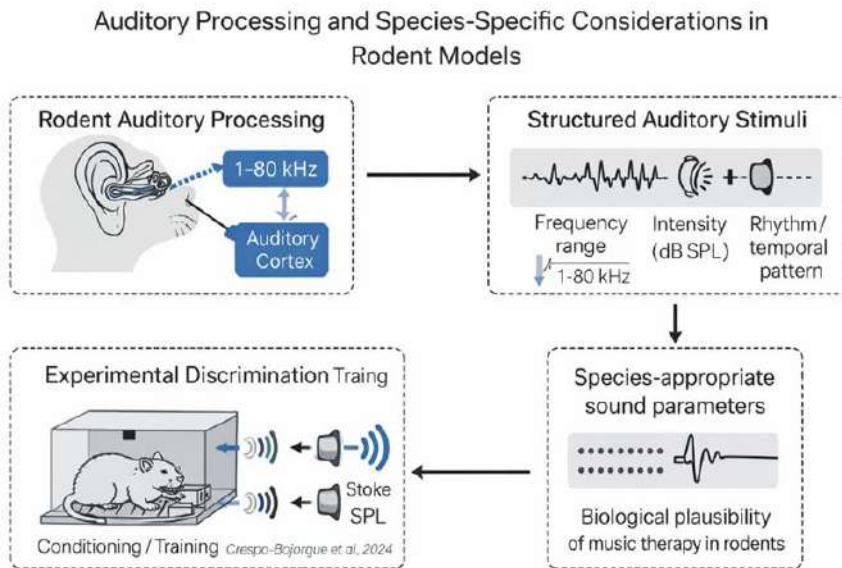 Auditory Processing and Species-Specific Considerations in
Rodent Models
Rodent Auditory Processing
1-80 kHz
Auditory
Cortex
Structured Auditory Stimuli
Frequency
range
1-80 kHz
Intensity
(dB SPL)
Rhythm/
temporal
pattern
Species-appropriate
sound parameters
Biological plausibility
of music therapy in rodents
Experimental Discrimination Traing
Stoke
SPL
Conditioning / Training Crespo-Bojorgue et al, 2024